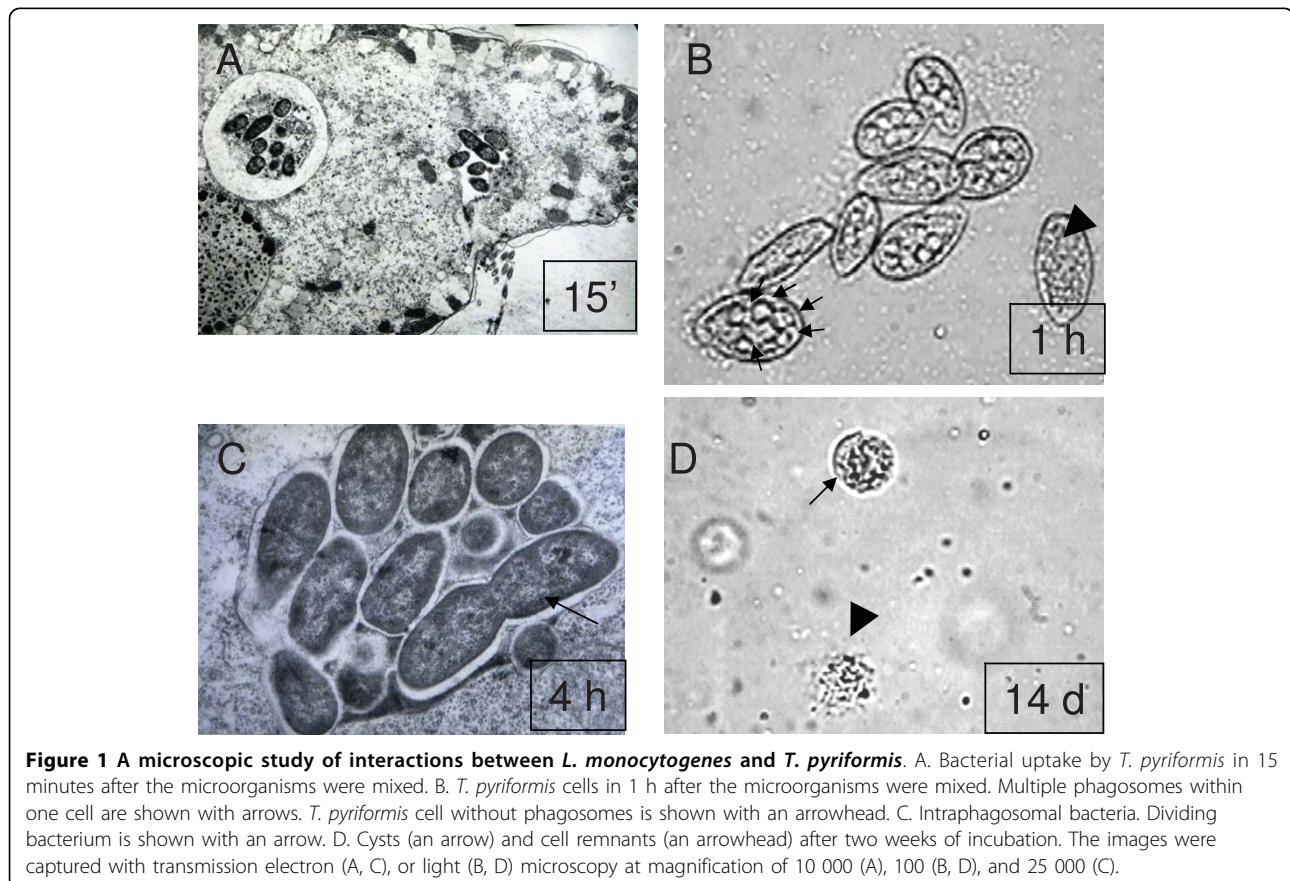 A
15’
B
1 h
C
4 h
D
14 d
Figure 1 A microscopic study of interactions between L. monocytogenes and T. pyriformis. A. Bacterial uptake by T. pyriformis in 15
minutes after the microorganisms were mixed. B. T. pyriformis cells in 1 h after the microorganisms were mixed. Multiple phagosomes within
one cell are shown with arrows. T. pyriformis cell without phagosomes is shown with an arrowhead. C. Intraphagosomal bacteria. Dividing
bacterium is shown with an arrow. D. Cysts (an arrow) and cell remnants (an arrowhead) after two weeks of incubation. The images were
captured with transmission electron (A, C), or light (B, D) microscopy at magnification of 10 000 (A), 100 (B, D), and 25 000 (C).